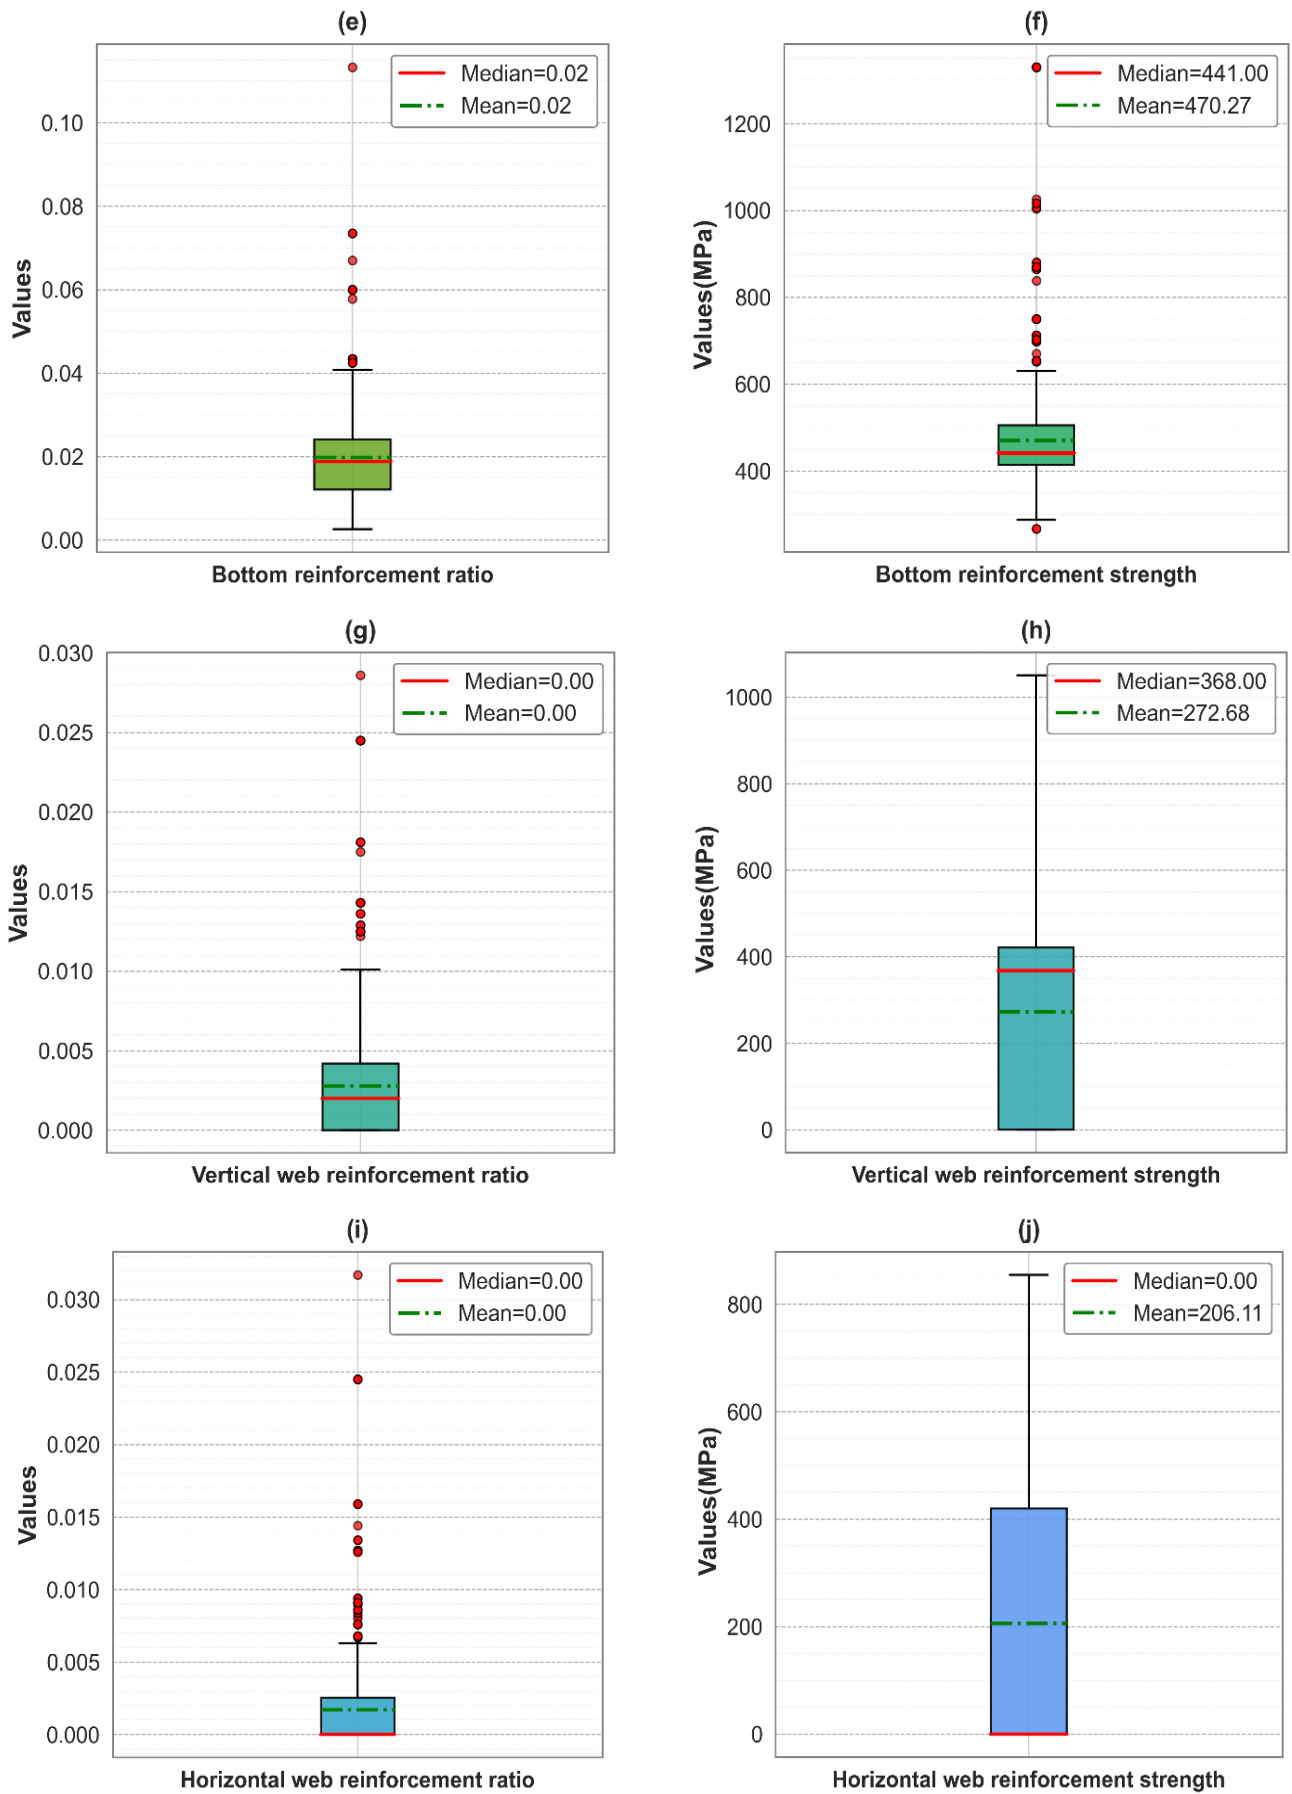 (e)
Median=0.02
Mean=0.02
0.10
0.08
0.06
0.04
0.02
0.00
Values
Bottom reinforcement ratio
(f)
Median=441.00
Mean=470.27
1200
1000
800
600
400
Values(MPa)
Bottom reinforcement strength
(g)
Median=0.00
Mean=0.00
0.030
0.025
0.020
0.015
0.010
0.005
0.000
Values
Vertical web reinforcement ratio
(h)
Median=368.00
Mean=272.68
1000
800
600
400
200
0
Values(MPa)
Vertical web reinforcement strength
(i)
Median=0.00
Mean=0.00
0.030
0.025
0.020
0.015
0.010
0.005
0.000
Values
Horizontal web reinforcement ratio
(j)
Median=0.00
Mean=206.11
800
600
400
200
0
Values(MPa)
Horizontal web reinforcement strength